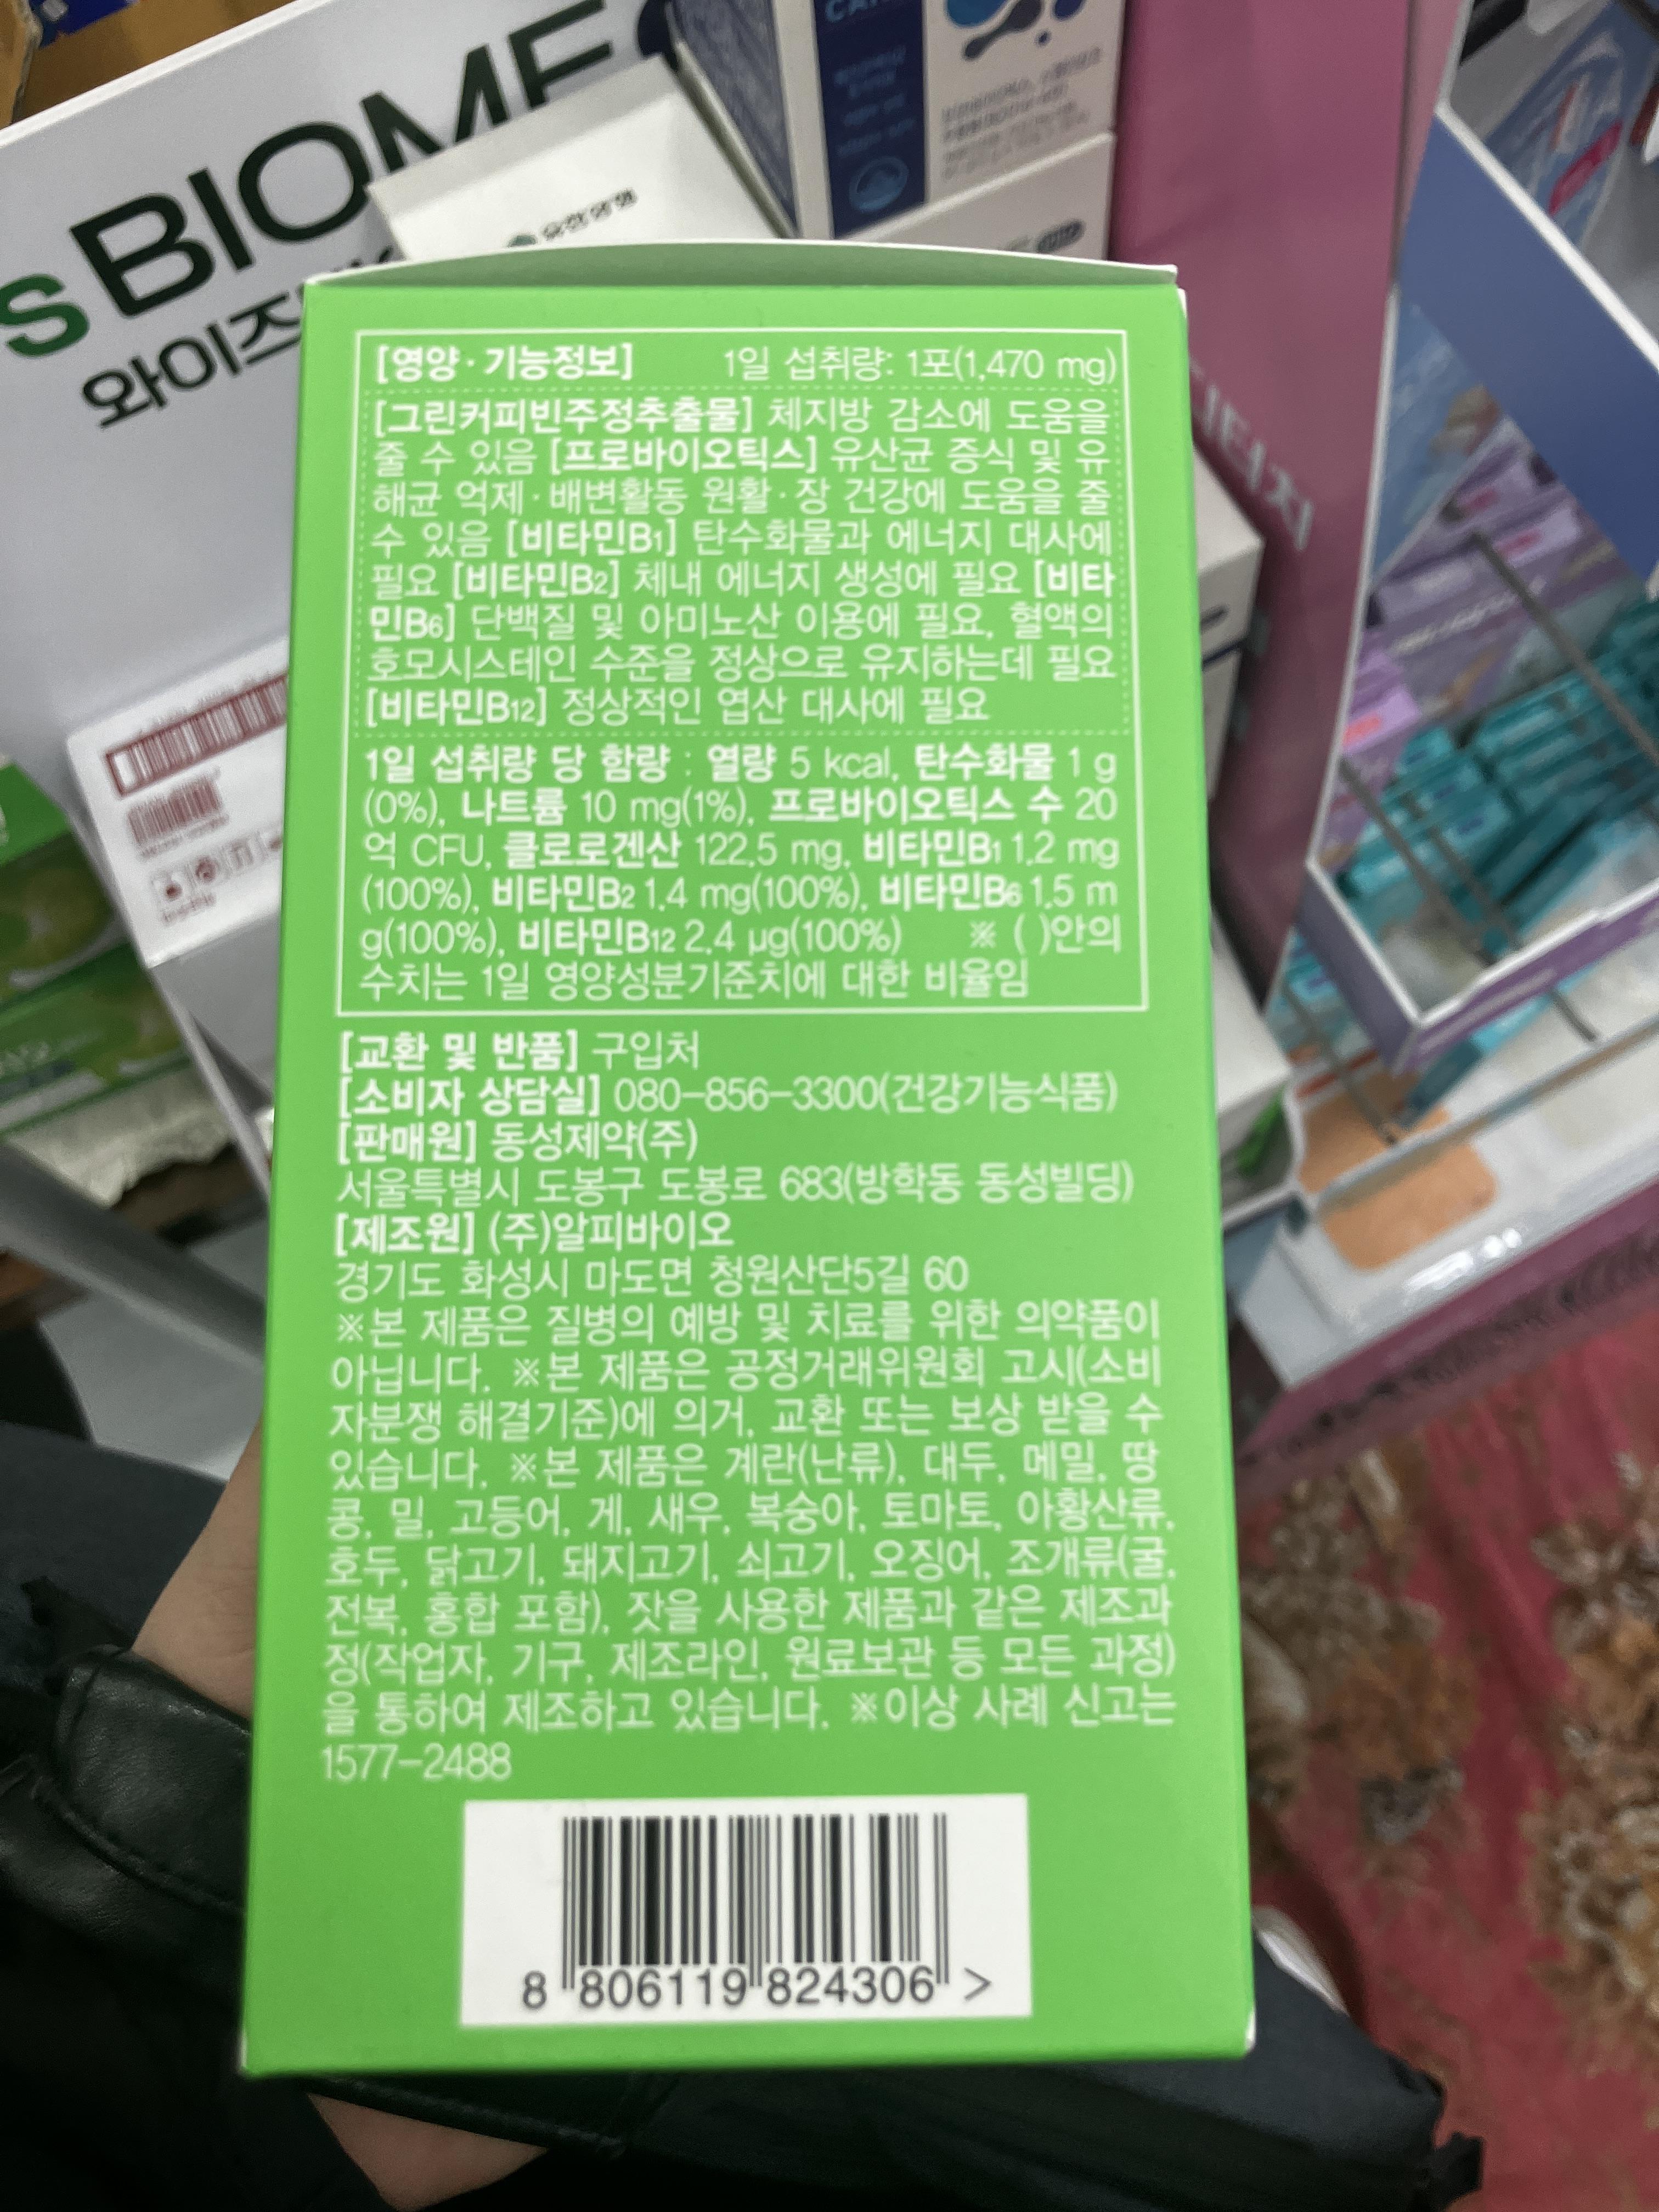 s BIOME
와이즈
유한양행
[영양·기능정보] 1일 섭취량: 1포(1,470 mg)
[그린커피빈주정추출물] 체지방 감소에 도움을
줄 수 있음 [프로바이오틱스] 유산균 증식 및 유
해균 억제·배변활동 원활·장 건강에 도움을 줄
수 있음 [비타민B1] 탄수화물과 에너지 대사에
필요 [비타민B2] 체내 에너지 생성에 필요 [비타
민B6] 단백질 및 아미노산 이용에 필요, 혈액의
호모시스테인 수준을 정상으로 유지하는데 필요
[비타민B12] 정상적인 엽산 대사에 필요
1일 섭취량 당 함량 : 열량 5 kcal, 탄수화물 1 g
(0%), 나트륨 10 mg(1%), 프로바이오틱스 수 20
억 CFU, 클로로겐산 122.5 mg, 비타민B1 1.2 mg
(100%), 비타민B2 1.4 mg(100%), 비타민B6 1.5 m
g(100%), 비타민B12 2.4 µg(100%) ※ ( )안의
수치는 1일 영양성분기준치에 대한 비율임
[교환 및 반품] 구입처
[소비자 상담실] 080-856-3300(건강기능식품)
[판매원] 동성제약(주)
서울특별시 도봉구 도봉로 683(방학동 동성빌딩)
[제조원] (주)알피바이오
경기도 화성시 마도면 청원산단5길 60
※본 제품은 질병의 예방 및 치료를 위한 의약품이
아닙니다. ※본 제품은 공정거래위원회 고시(소비
자분쟁 해결기준)에 의거, 교환 또는 보상 받을 수
있습니다. ※본 제품은 계란(난류), 대두, 메밀, 땅
콩, 밀, 고등어, 게, 새우, 복숭아, 토마토, 아황산류,
호두, 닭고기, 돼지고기, 쇠고기, 오징어, 조개류(굴,
전복, 홍합 포함), 잣을 사용한 제품과 같은 제조과
정(작업자, 기구, 제조라인, 원료보관 등 모든 과정)
을 통하여 제조하고 있습니다. ※이상 사례 신고는
1577-2488
8 806119 824306 >